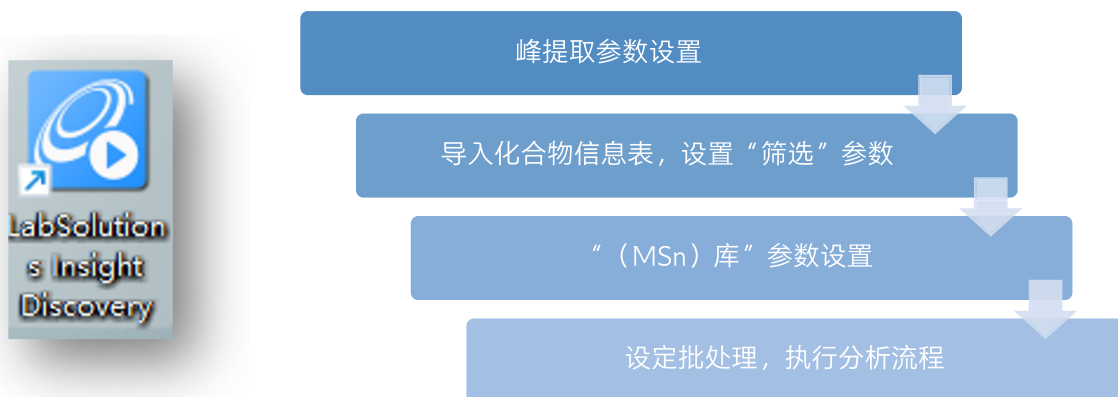 LabSolution
s Insight
Discovery
峰提取参数设置
导入化合物信息表，设置“筛选”参数
“（MSn）库”参数设置
设定批处理，执行分析流程